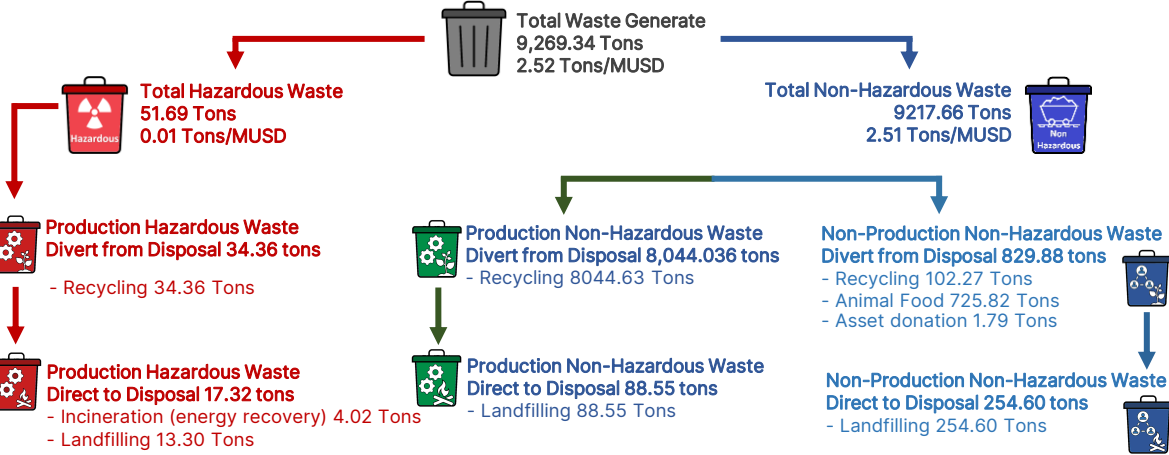 Total Waste Generate
9,269.34 Tons
2.52 Tons/MUSD
Total Hazardous Waste
51.69 Tons
0.01 Tons/MUSD
Hazardous
Total Non-Hazardous Waste
9217.66 Tons
2.51 Tons/MUSD
Non
Hazardous
Production Hazardous Waste
Divert from Disposal 34.36 tons
- Recycling 34.36 Tons
Production Non-Hazardous Waste
Divert from Disposal 8,044.036 tons
- Recycling 8044.63 Tons
Non-Production Non-Hazardous Waste
Divert from Disposal 829.88 tons
- Recycling 102.27 Tons
- Animal Food 725.82 Tons
- Asset donation 1.79 Tons
Production Hazardous Waste
Direct to Disposal 17.32 tons
- Incineration (energy recovery) 4.02 Tons
- Landfilling 13.30 Tons
Production Non-Hazardous Waste
Direct to Disposal 88.55 tons
- Landfilling 88.55 Tons
Non-Production Non-Hazardous Waste
Direct to Disposal 254.60 tons
- Landfilling 254.60 Tons